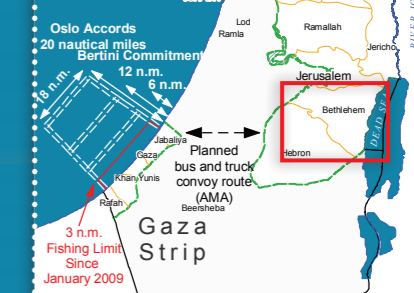 Oslo Accords
20 nautical miles
Bertini Commitment
12 n.m.
6 n.m.
18 n.m.
Lod
Ramla
Ramallah
Jericho
Jerusalem
Bethlehem
DEAD SEA
Hebron
Jabaliya
Gaza
Khan Yunis
Rafah
Planned
bus and truck
convoy route
(AMA)
Beersheba
Gaza
Strip
3 n.m.
Fishing Limit
Since
January 2009